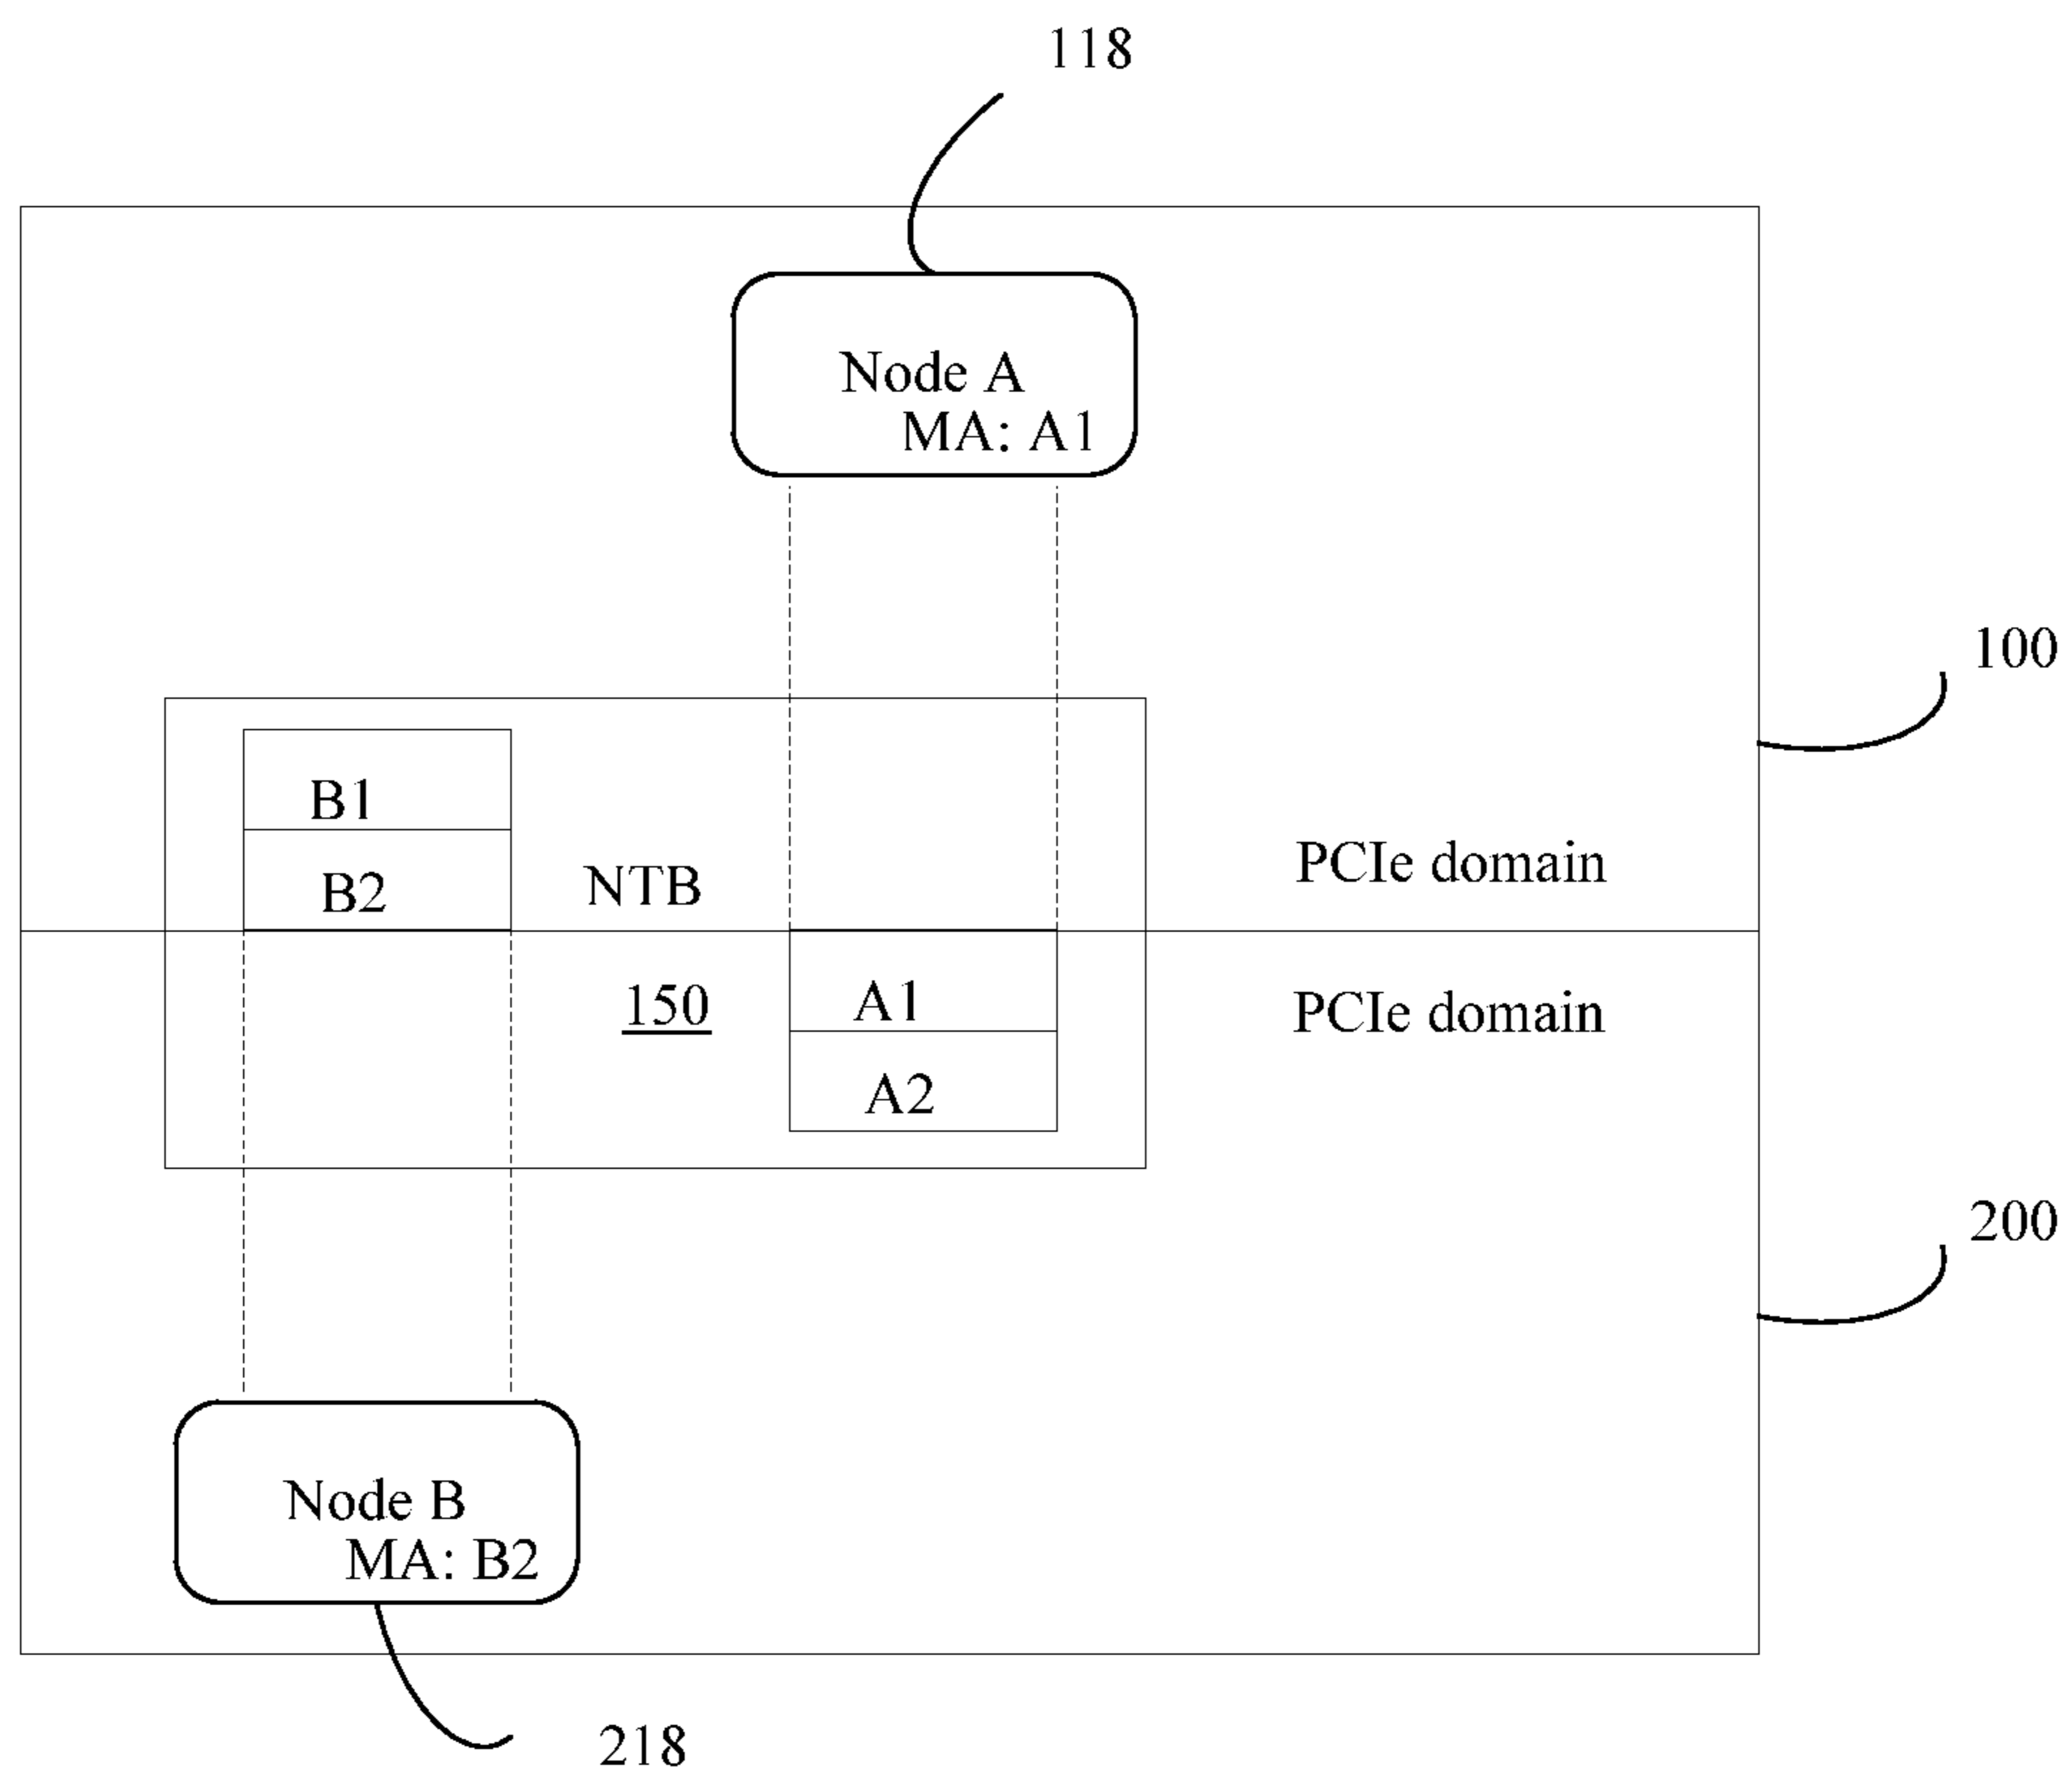 118
Node A
MA: A1
100
B1
B2
NTB
PCIe domain
150
A1
PCIe domain
A2
200
Node B
MA: B2
218